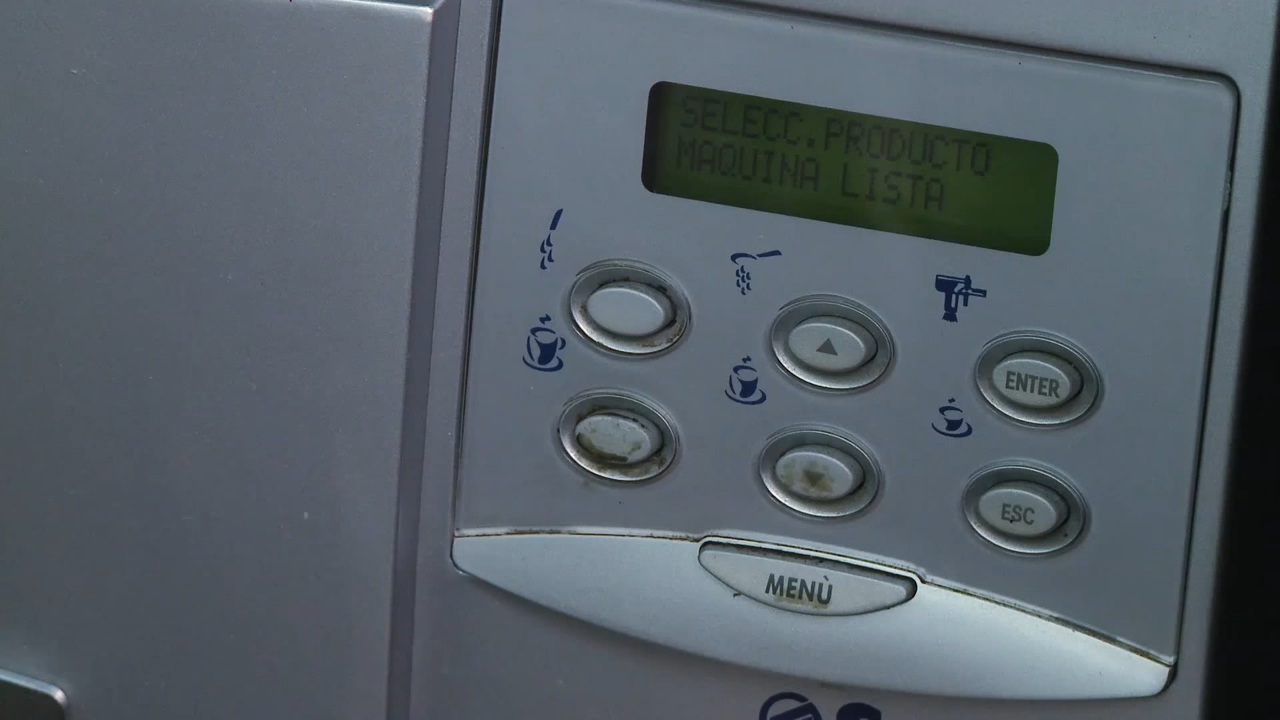 SELECC.PRODUCTO
MAQUINA LISTA
ENTER
ESC
MENÙ